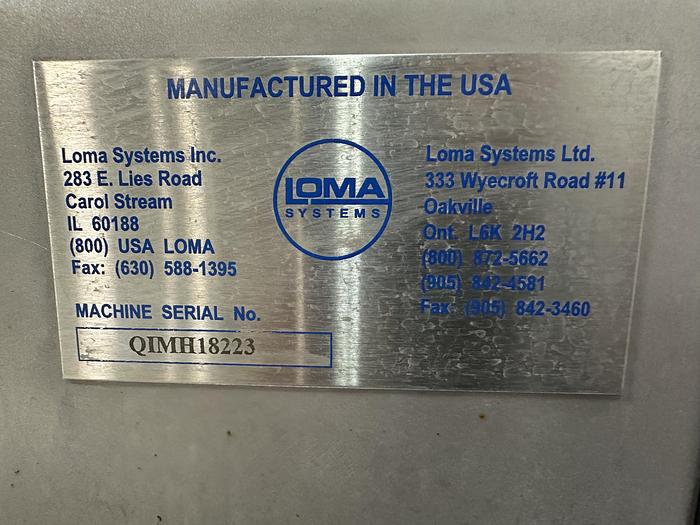 MANUFACTURED IN THE USA
Loma Systems Inc.
283 E. Lies Road
Carol Stream
IL 60188
(800) USA LOMA
Fax: (630) 588-1395
LOMA
SYSTEMS
Loma Systems Ltd.
333 Wyecroft Road #11
Oakville
Ont. L6K 2H2
(800) 872-5662
(905) 842-4581
Fax: (905) 842-3460
MACHINE SERIAL No.
QIMH18223